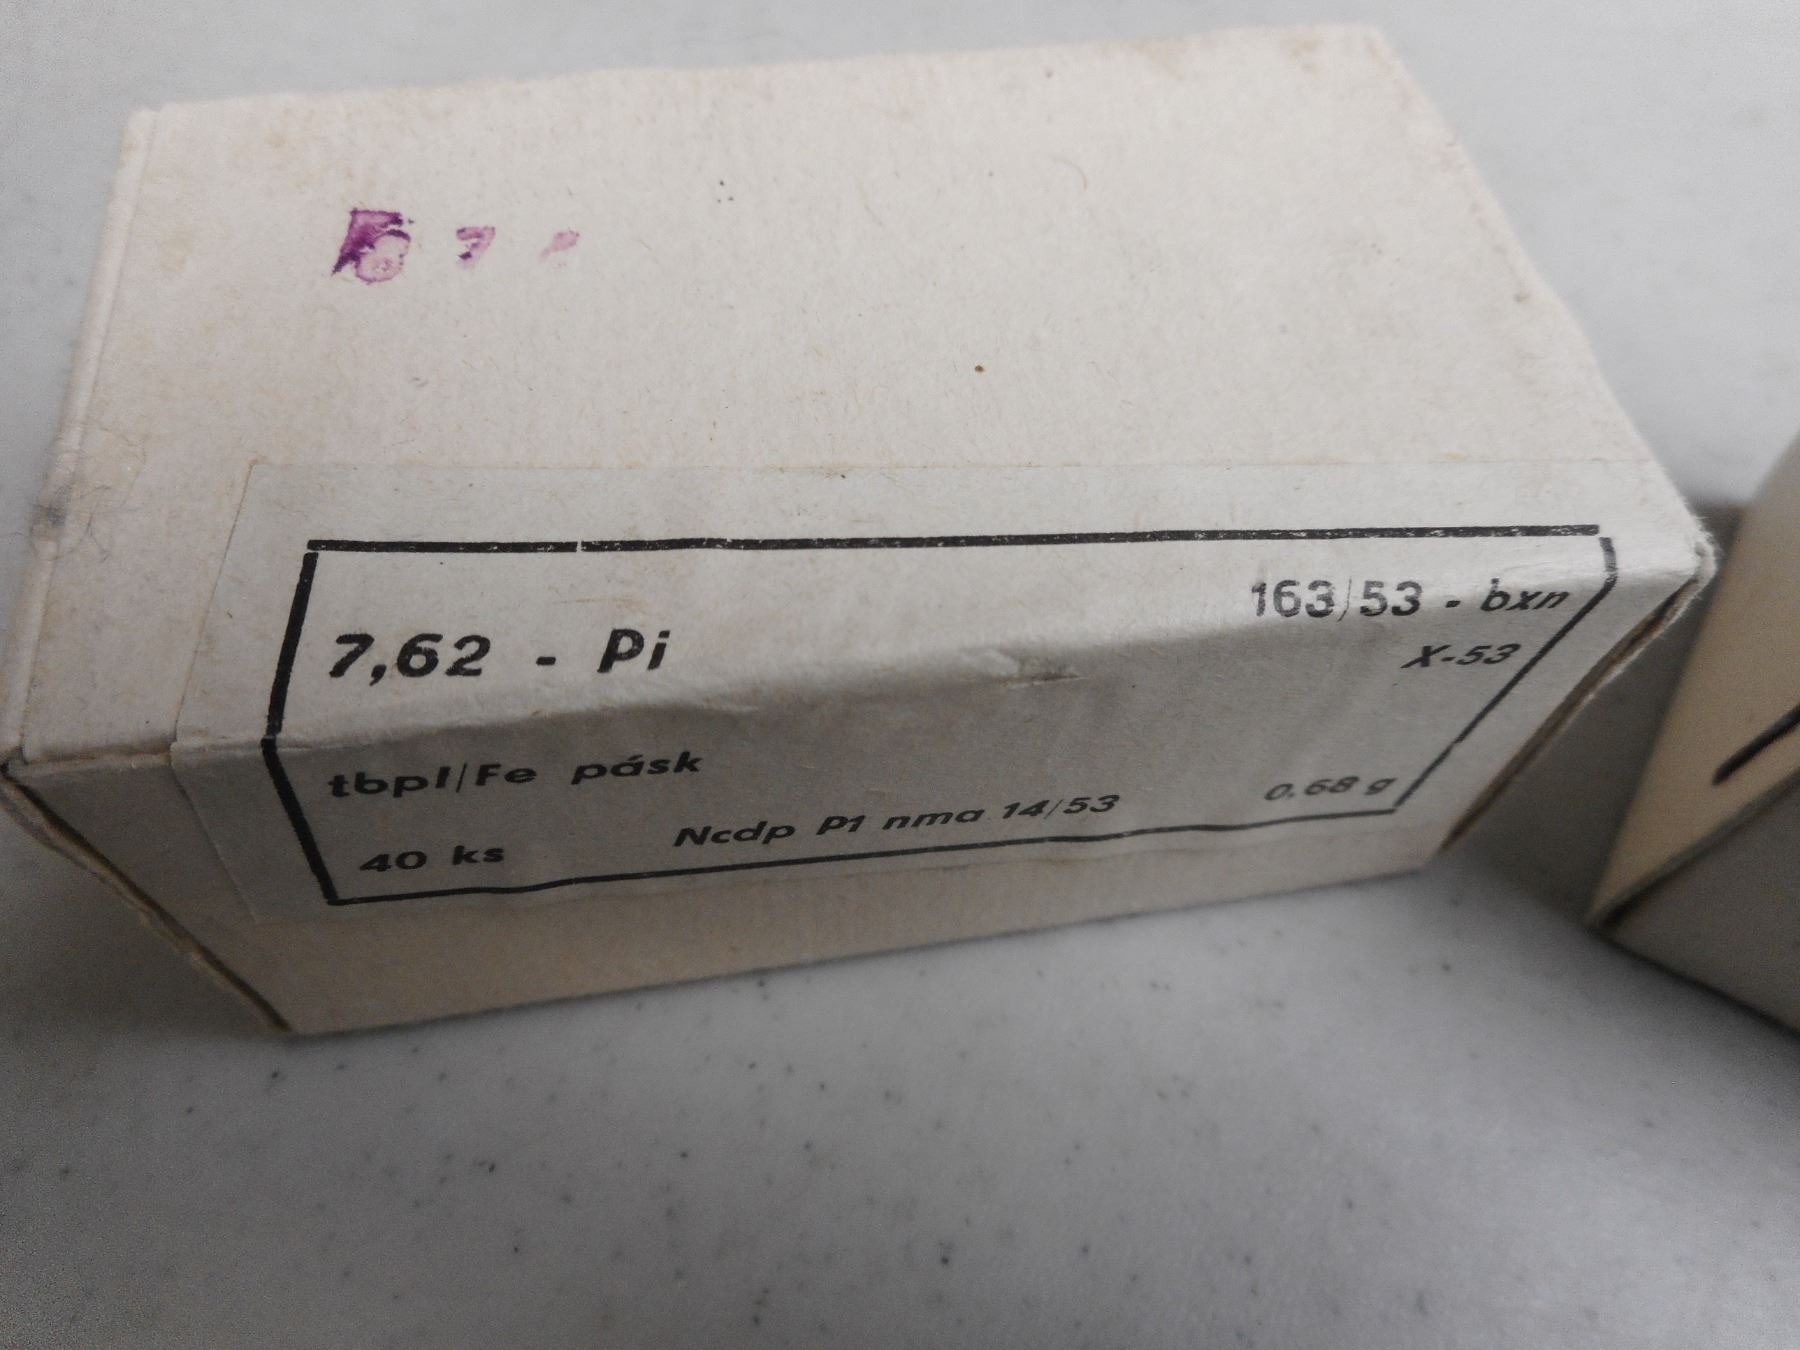 7,62 - Pi
163/53 - bxn
X-53
tbpl/Fe pásk
40 ks
Ncdp P1 nma 14/53
0,68 g